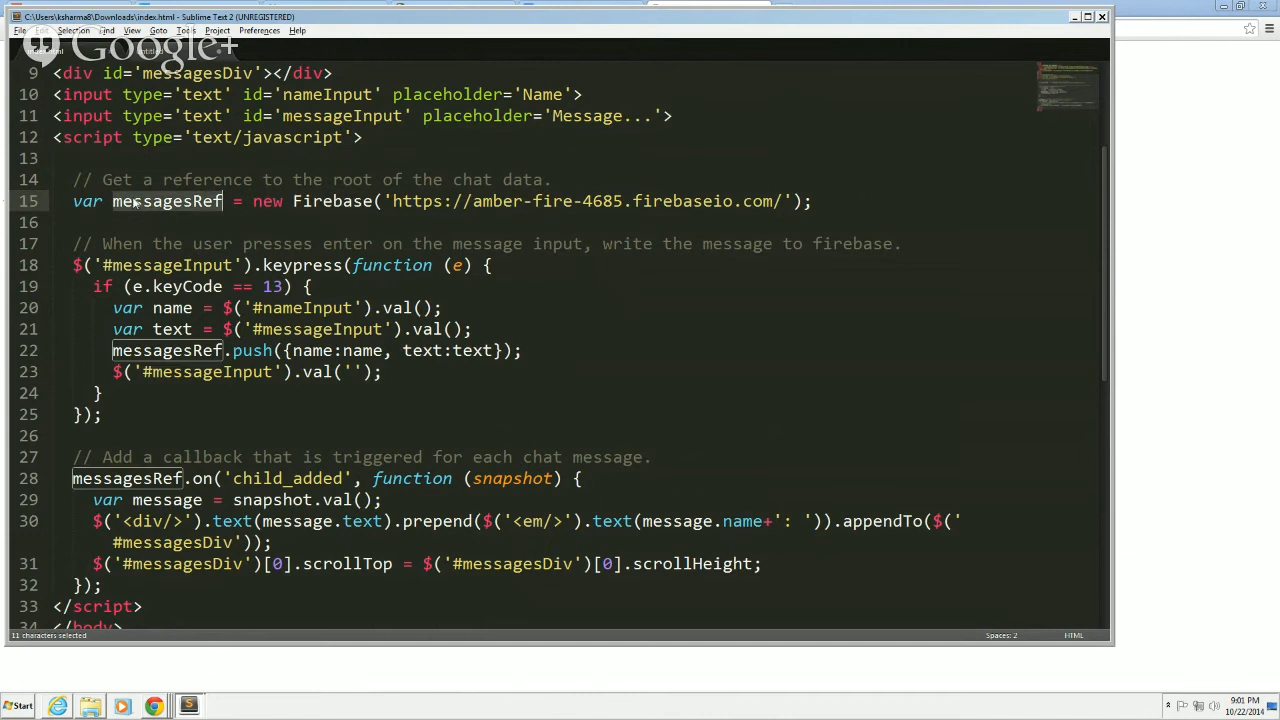 C:\Users\ksharma8\Downloads\index.html - Sublime Text 2 (UNREGISTERED)
File Edit Selection Find View Goto Tools Project Preferences Help
Google+
index.html untitled
9 <div id='messagesDiv'></div>
10 <input type='text' id='nameInput' placeholder='Name'>
11 <input type='text' id='messageInput' placeholder='Message...'>
12 <script type='text/javascript'>
13
14 // Get a reference to the root of the chat data.
15 var messagesRef = new Firebase('https://amber-fire-4685.firebaseio.com/');
16
17 // When the user presses enter on the message input, write the message to firebase.
18 $('#messageInput').keypress(function (e) {
19 if (e.keyCode == 13) {
20 var name = $('#nameInput').val();
21 var text = $('#messageInput').val();
22 messagesRef.push({name:name, text:text});
23 $('#messageInput').val('');
24 }
25 });
26
27 // Add a callback that is triggered for each chat message.
28 messagesRef.on('child_added', function (snapshot) {
29 var message = snapshot.val();
30 $('<div/>').text(message.text).prepend($('<em/>').text(message.name+': ')).appendTo($('
#messagesDiv'));
31 $('#messagesDiv')[0].scrollTop = $('#messagesDiv')[0].scrollHeight;
32 });
33 </script>
34 </body>
11 characters selected
Spaces: 2
HTML
Start
9:01 PM
10/22/2014